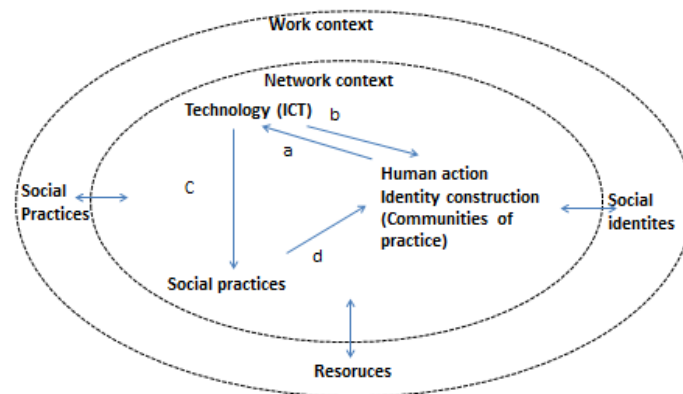 Work context
Network context
Technology (ICT)
b
a
Human action
Identity construction
(Communities of
practice)
C
Social
Practices
Social
identites
d
Social practices
Resoruces